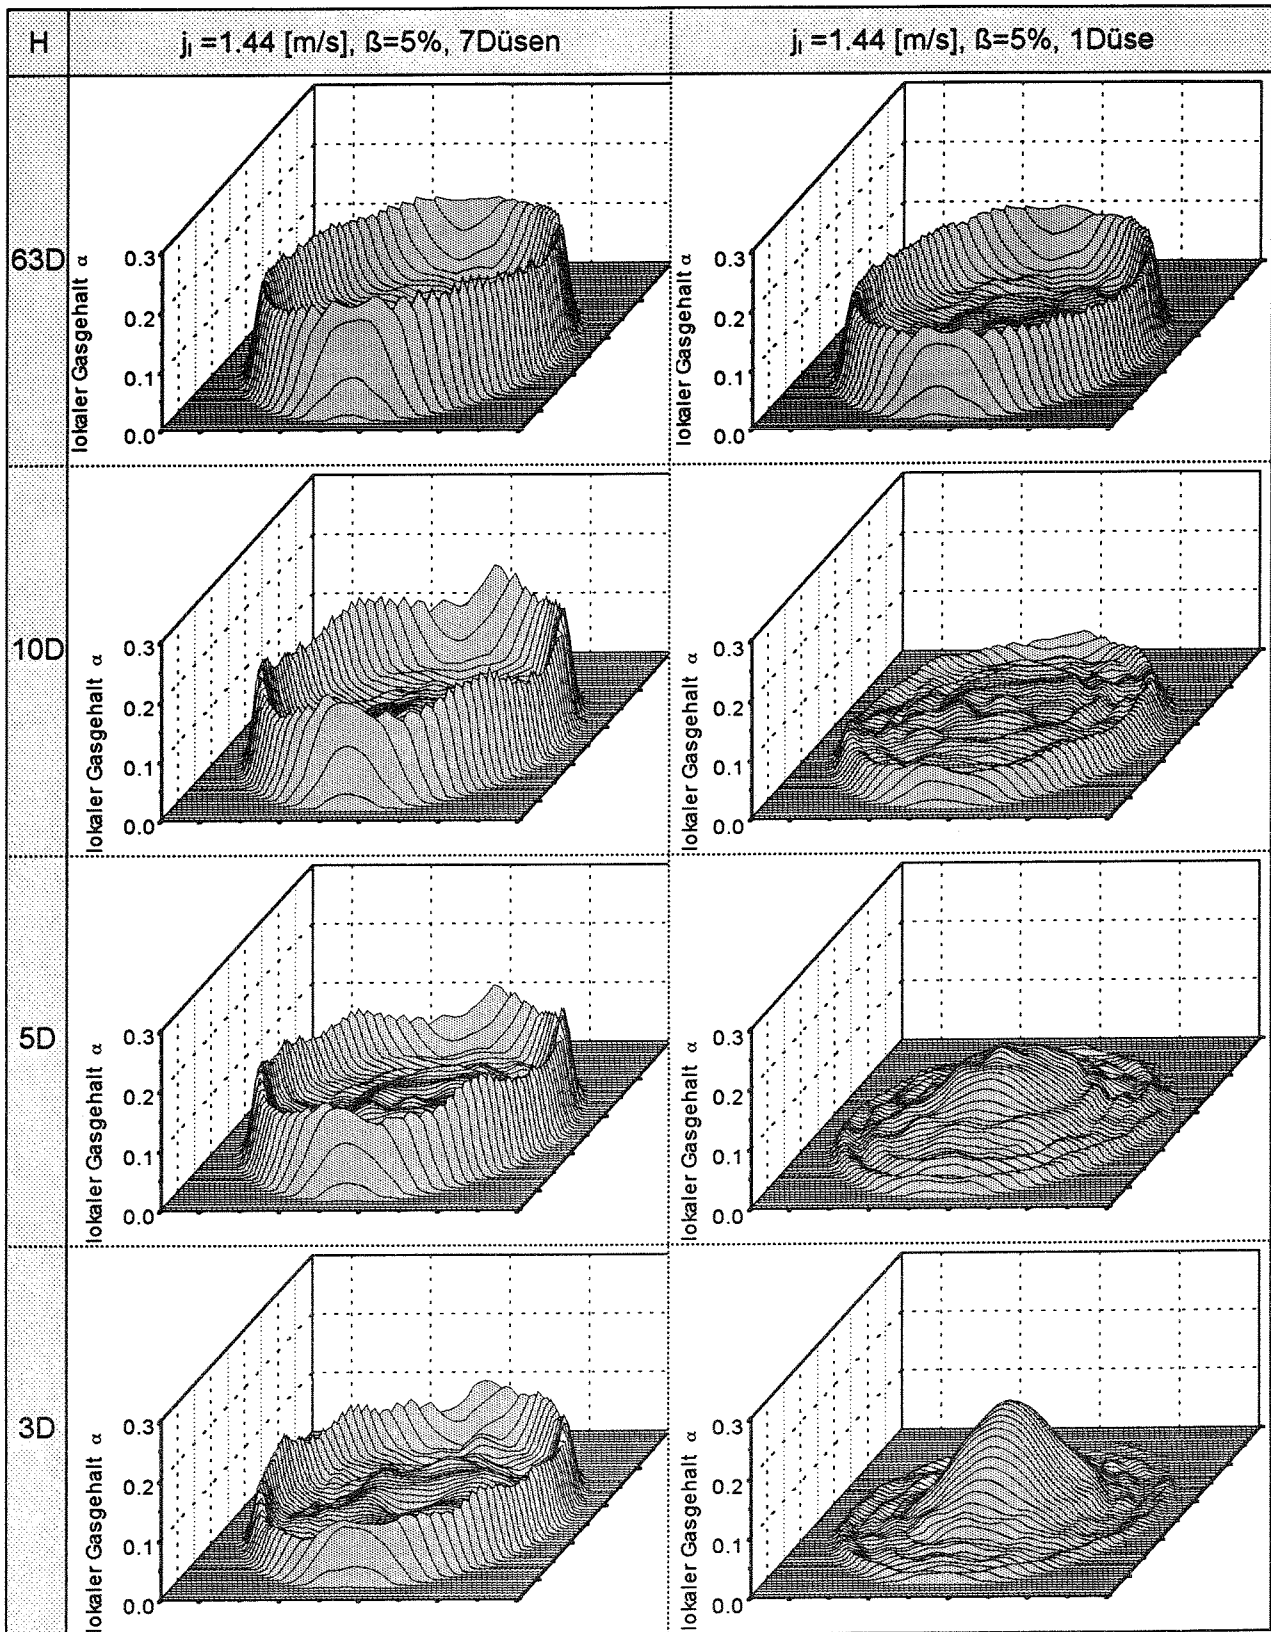 H
jₗ =1.44 [m/s], ß=5%, 7Düsen
jₗ =1.44 [m/s], ß=5%, 1Düse
63D
lokaler Gasgehalt α
0.3
0.2
0.1
0.0
lokaler Gasgehalt α
0.3
0.2
0.1
0.0
10D
lokaler Gasgehalt α
0.3
0.2
0.1
0.0
lokaler Gasgehalt α
0.3
0.2
0.1
0.0
5D
lokaler Gasgehalt α
0.3
0.2
0.1
0.0
lokaler Gasgehalt α
0.3
0.2
0.1
0.0
3D
lokaler Gasgehalt α
0.3
0.2
0.1
0.0
lokaler Gasgehalt α
0.3
0.2
0.1
0.0